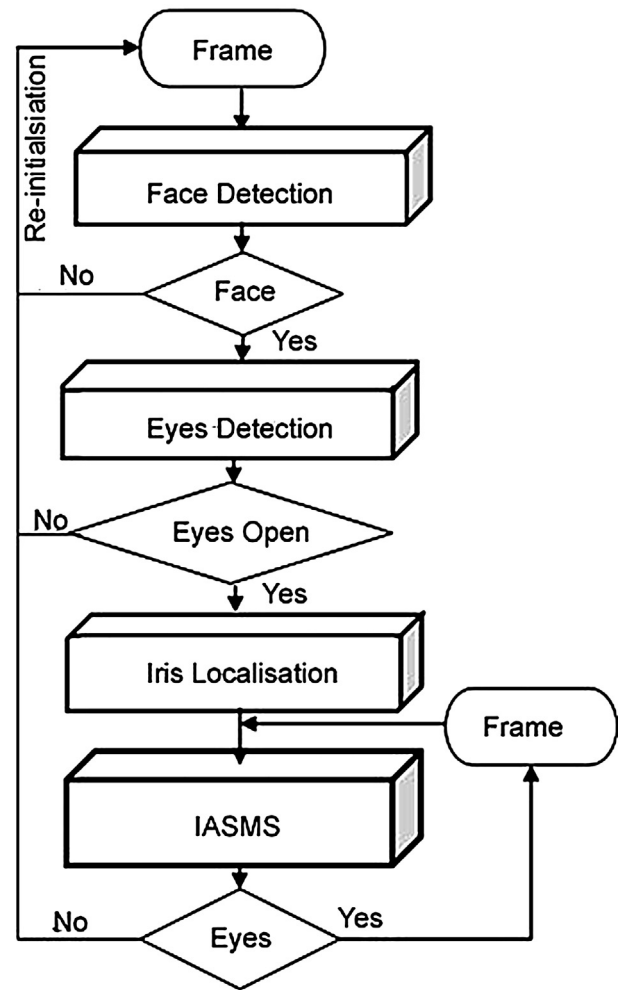 Frame
Re-initialsiation
Face Detection
No
Face
Yes
Eyes Detection
No
Eyes Open
Yes
Iris Localisation
Frame
IASMS
No
Eyes
Yes